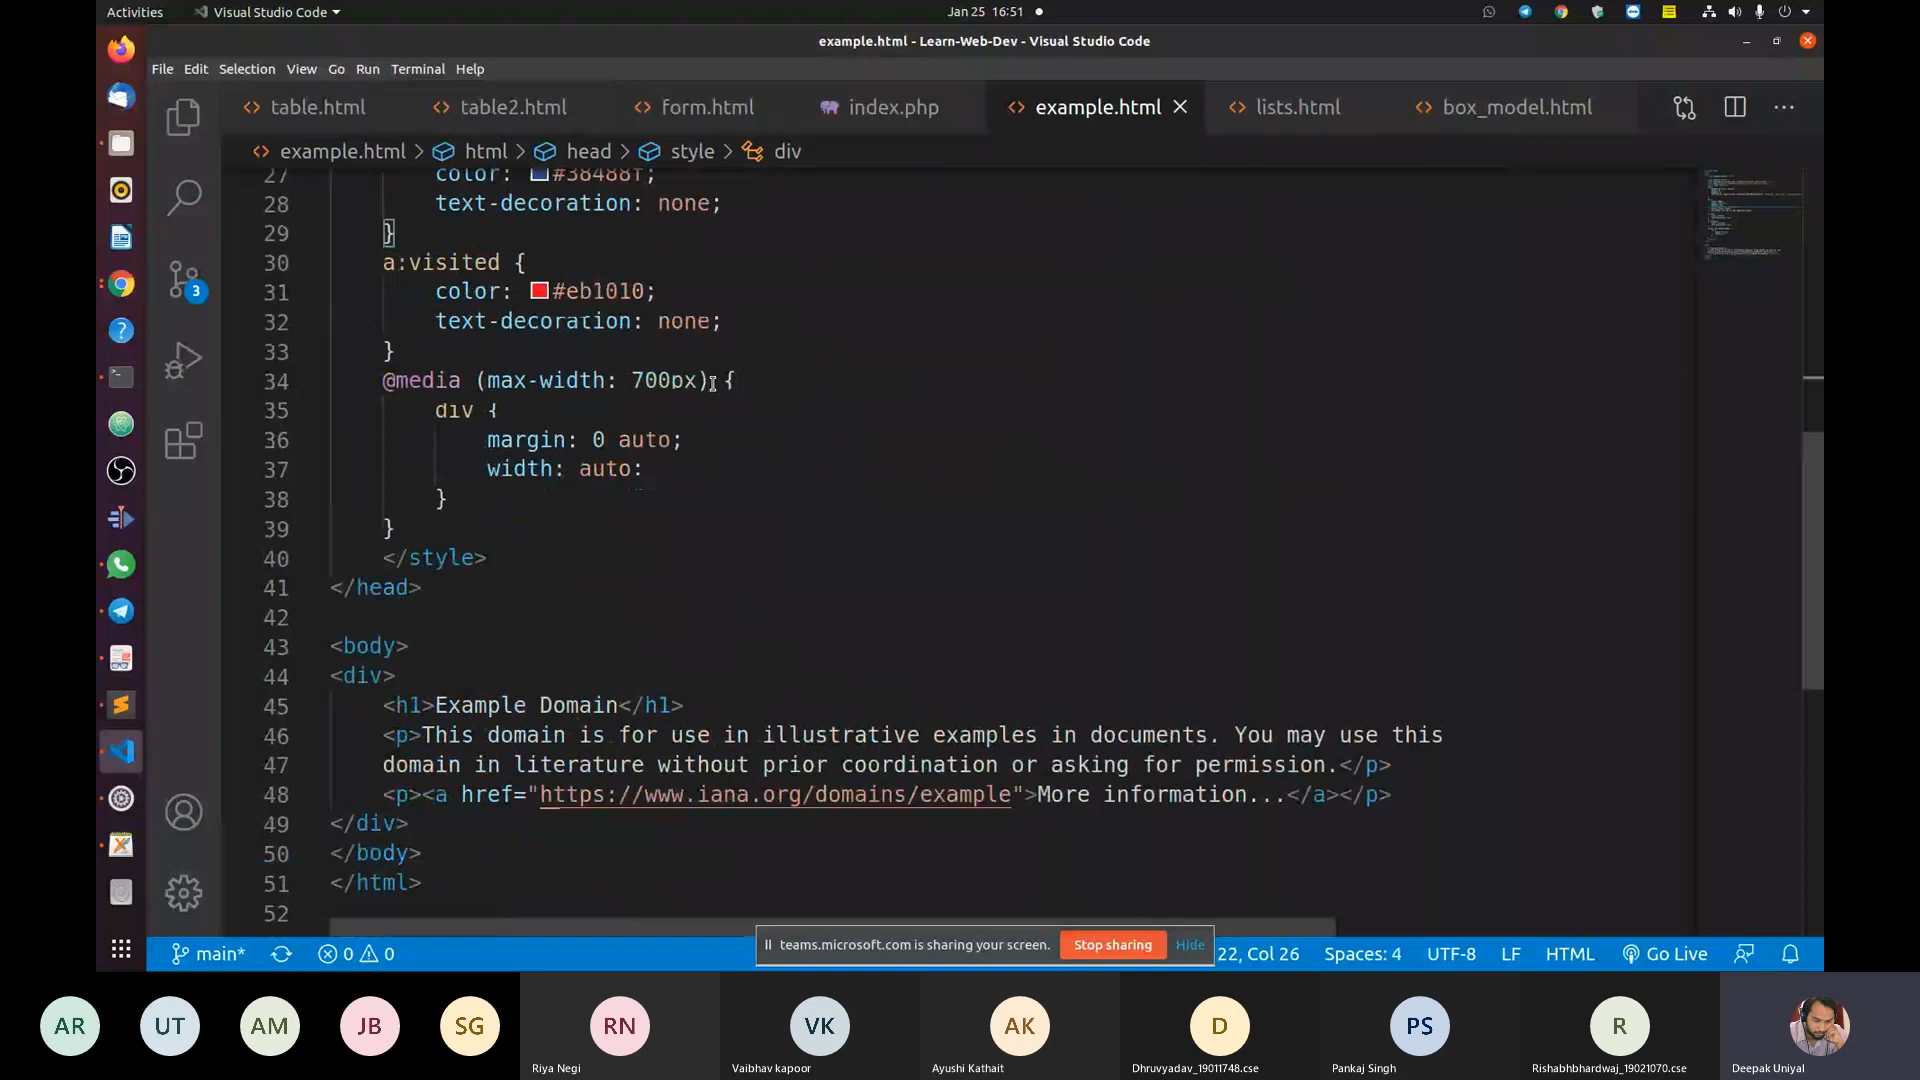 Activities Visual Studio Code Jan 25 16:51
example.html - Learn-Web-Dev - Visual Studio Code
File Edit Selection View Go Run Terminal Help
table.html table2.html form.html index.php example.html lists.html box_model.html
example.html > html > head > style > div
27 color: #38488f;
28 text-decoration: none;
29 }
30 a:visited {
31 color: #eb1010;
32 text-decoration: none;
33 }
34 @media (max-width: 700px) {
35 div {
36 margin: 0 auto;
37 width: auto;
38 }
39 }
40 </style>
41 </head>
42
43 <body>
44 <div>
45 <h1>Example Domain</h1>
46 <p>This domain is for use in illustrative examples in documents. You may use this
47 domain in literature without prior coordination or asking for permission.</p>
48 <p><a href="https://www.iana.org/domains/example">More information...</a></p>
49 </div>
50 </body>
51 </html>
52
3
main* 0 0 teams.microsoft.com is sharing your screen. Stop sharing Hide 22, Col 26 Spaces: 4 UTF-8 LF HTML Go Live
AR UT AM JB SG RN VK AK D PS R
Riya Negi Vaibhav kapoor Ayushi Kathait Dhruvyadav_19011748.cse Pankaj Singh Rishabhbhardwaj_19021070.cse Deepak Uniyal